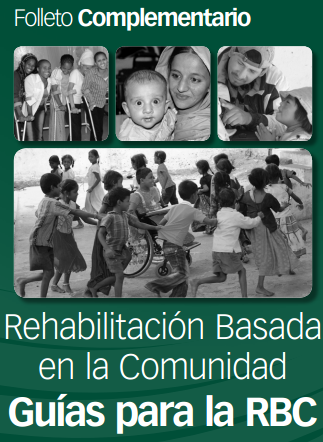 Folleto Complementario
Rehabilitación Basada
en la Comunidad
Guías para la RBC